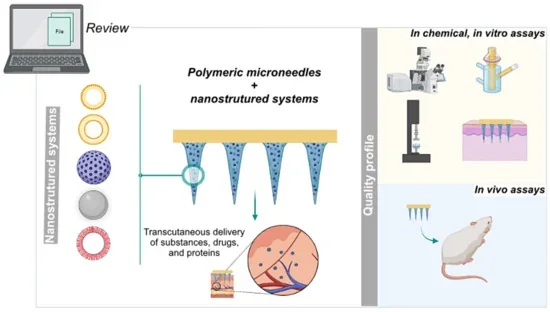 Review
File
Nanostrutured systems
Polymeric microneedles
+
nanostrutured systems
Transcutaneous delivery
of substances, drugs,
and proteins
Quality profile
In chemical, in vitro assays
In vivo assays